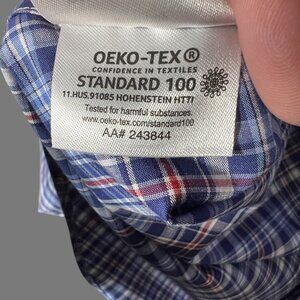 OEKO-TEX®
CONFIDENCE IN TEXTILES
STANDARD 100
11.HUS.91085 HOHENSTEIN HTTI
Tested for harmful substances.
www.oeko-tex.com/standard100
AA# 243844